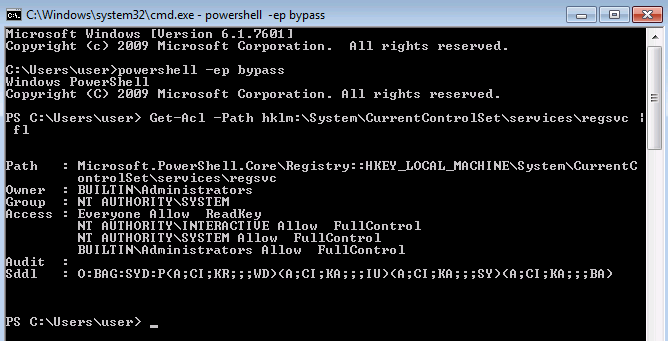 C:\Windows\system32\cmd.exe - powershell -ep bypass
Microsoft Windows [Version 6.1.7601]
Copyright (c) 2009 Microsoft Corporation.  All rights reserved.
C:\Users\user>powershell -ep bypass
Windows PowerShell
Copyright (C) 2009 Microsoft Corporation. All rights reserved.
PS C:\Users\user> Get-Acl -Path hklm:\System\CurrentControlSet\services\regsvc |
 fl
Path   : Microsoft.PowerShell.Core\Registry::HKEY_LOCAL_MACHINE\System\CurrentC
         ontrolSet\services\regsvc
Owner  : BUILTIN\Administrators
Group  : NT AUTHORITY\SYSTEM
Access : Everyone Allow  ReadKey
         NT AUTHORITY\INTERACTIVE Allow  FullControl
         NT AUTHORITY\SYSTEM Allow  FullControl
         BUILTIN\Administrators Allow  FullControl
Audit  :
Sddl   : O:BAG:SYD:P(A;CI;KR;;;WD)(A;CI;KA;;;IU)(A;CI;KA;;;SY)(A;CI;KA;;;BA)
PS C:\Users\user> _